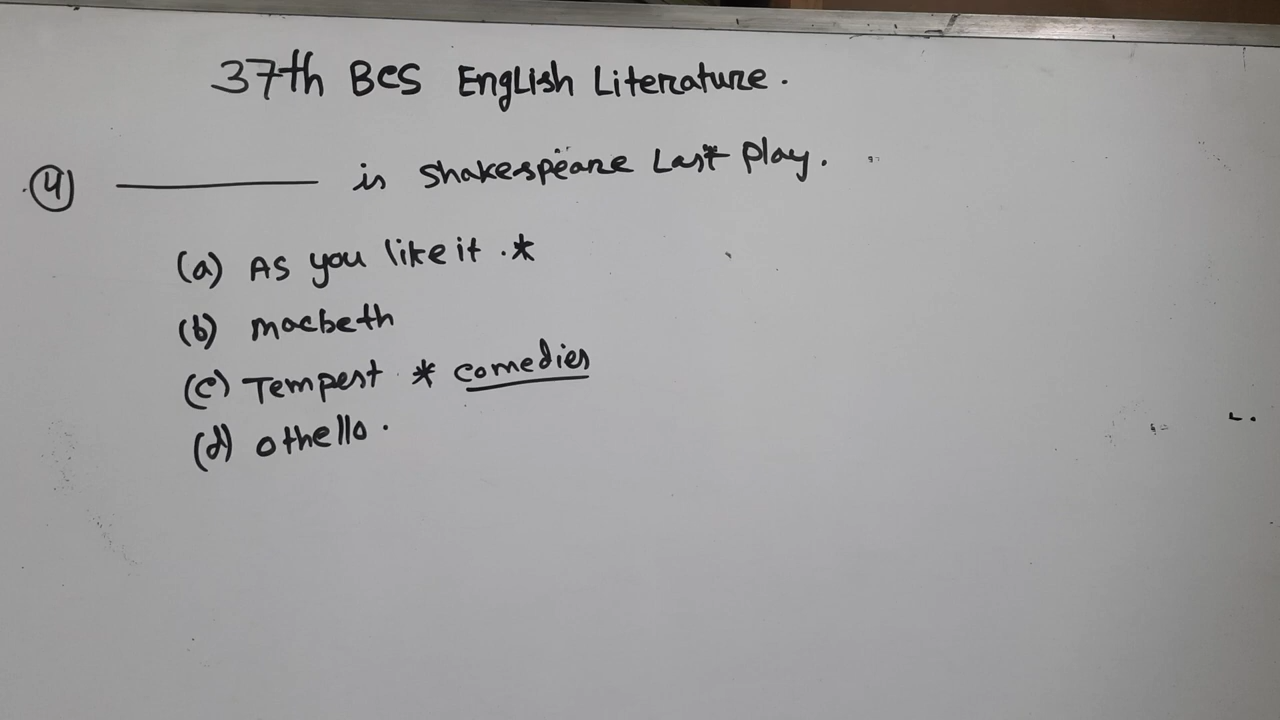 37th BCS English Literature.
(4) ________ is Shakespeare Last Play.
(a) As you like it . *
(b) macbeth
(c) Tempest * comedies
(d) othello.